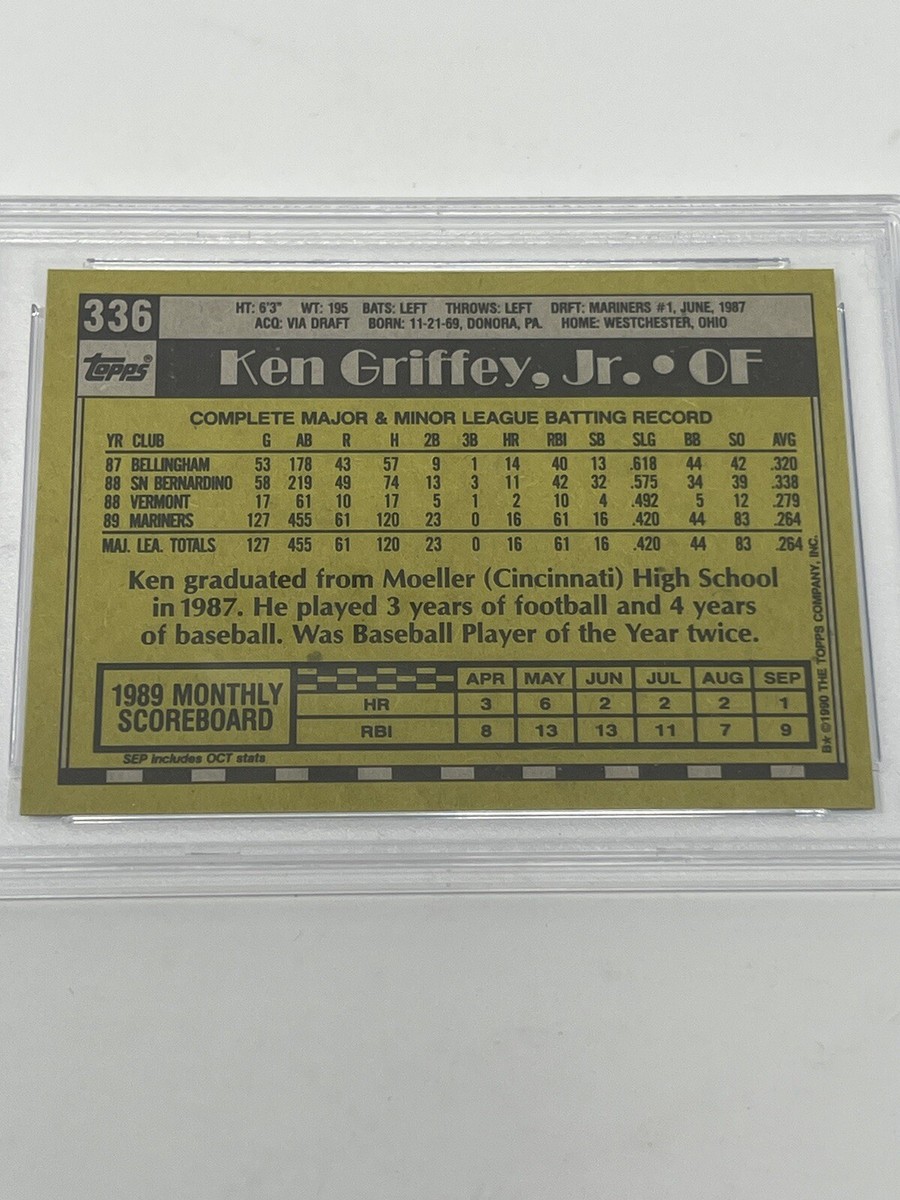 336
HT: 6'3" WT: 195 BATS: LEFT THROWS: LEFT DRFT: MARINERS #1, JUNE, 1987
ACQ: VIA DRAFT BORN: 11-21-69, DONORA, PA. HOME: WESTCHESTER, OHIO
topps®
Ken Griffey, Jr. • OF
COMPLETE MAJOR & MINOR LEAGUE BATTING RECORD
YR CLUB G AB R H 2B 3B HR RBI SB SLG BB SO AVG
87 BELLINGHAM 53 178 43 57 9 1 14 40 13 .618 44 42 .320
88 SN BERNARDINO 58 219 49 74 13 3 11 42 32 .575 34 39 .338
88 VERMONT 17 61 10 17 5 1 2 10 4 .492 5 12 .279
89 MARINERS 127 455 61 120 23 0 16 61 16 .420 44 83 .264
MAJ. LEA. TOTALS 127 455 61 120 23 0 16 61 16 .420 44 83 .264
Ken graduated from Moeller (Cincinnati) High School
in 1987. He played 3 years of football and 4 years
of baseball. Was Baseball Player of the Year twice.
1989 MONTHLY
SCOREBOARD
APR MAY JUN JUL AUG SEP
HR 3 6 2 2 2 1
RBI 8 13 13 11 7 9
SEP includes OCT stats
B★ ©1990 THE TOPPS COMPANY, INC.